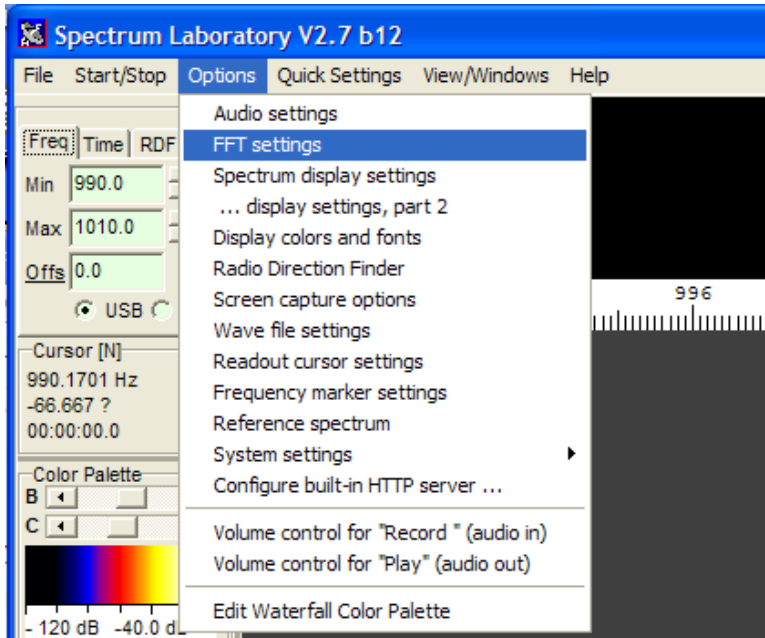 Spectrum Laboratory V2.7 b12
File Start/Stop Options Quick Settings View/Windows Help
Freq Time RDF
Min 990.0
Max 1010.0
Offs 0.0
USB
Cursor [N]
990.1701 Hz
-66.667 ?
00:00:00.0
Color Palette
B
C
- 120 dB -40.0
Audio settings
FFT settings
Spectrum display settings
... display settings, part 2
Display colors and fonts
Radio Direction Finder
Screen capture options
Wave file settings
Readout cursor settings
Frequency marker settings
Reference spectrum
System settings
Configure built-in HTTP server ...
Volume control for "Record " (audio in)
Volume control for "Play" (audio out)
Edit Waterfall Color Palette
996